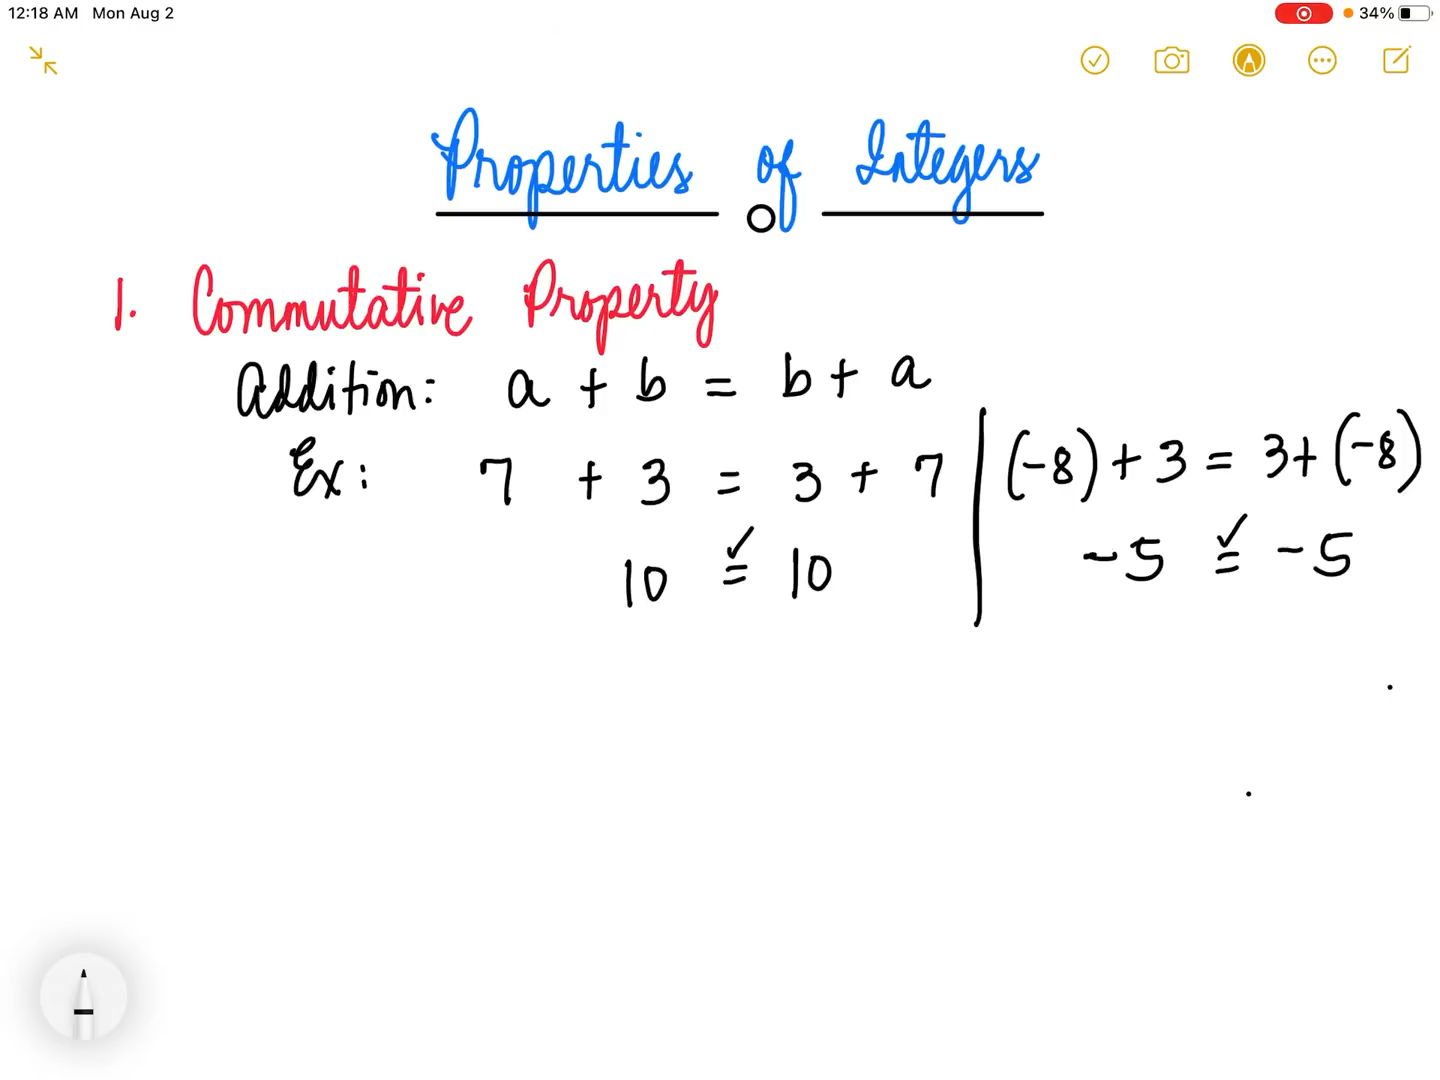 12:18 AM Mon Aug 2 34%
Properties of Integers
1. Commutative Property
Addition: a + b = b + a
Ex: 7 + 3 = 3 + 7 | (-8) + 3 = 3 + (-8)
10 =✓ 10 | -5 =✓ -5